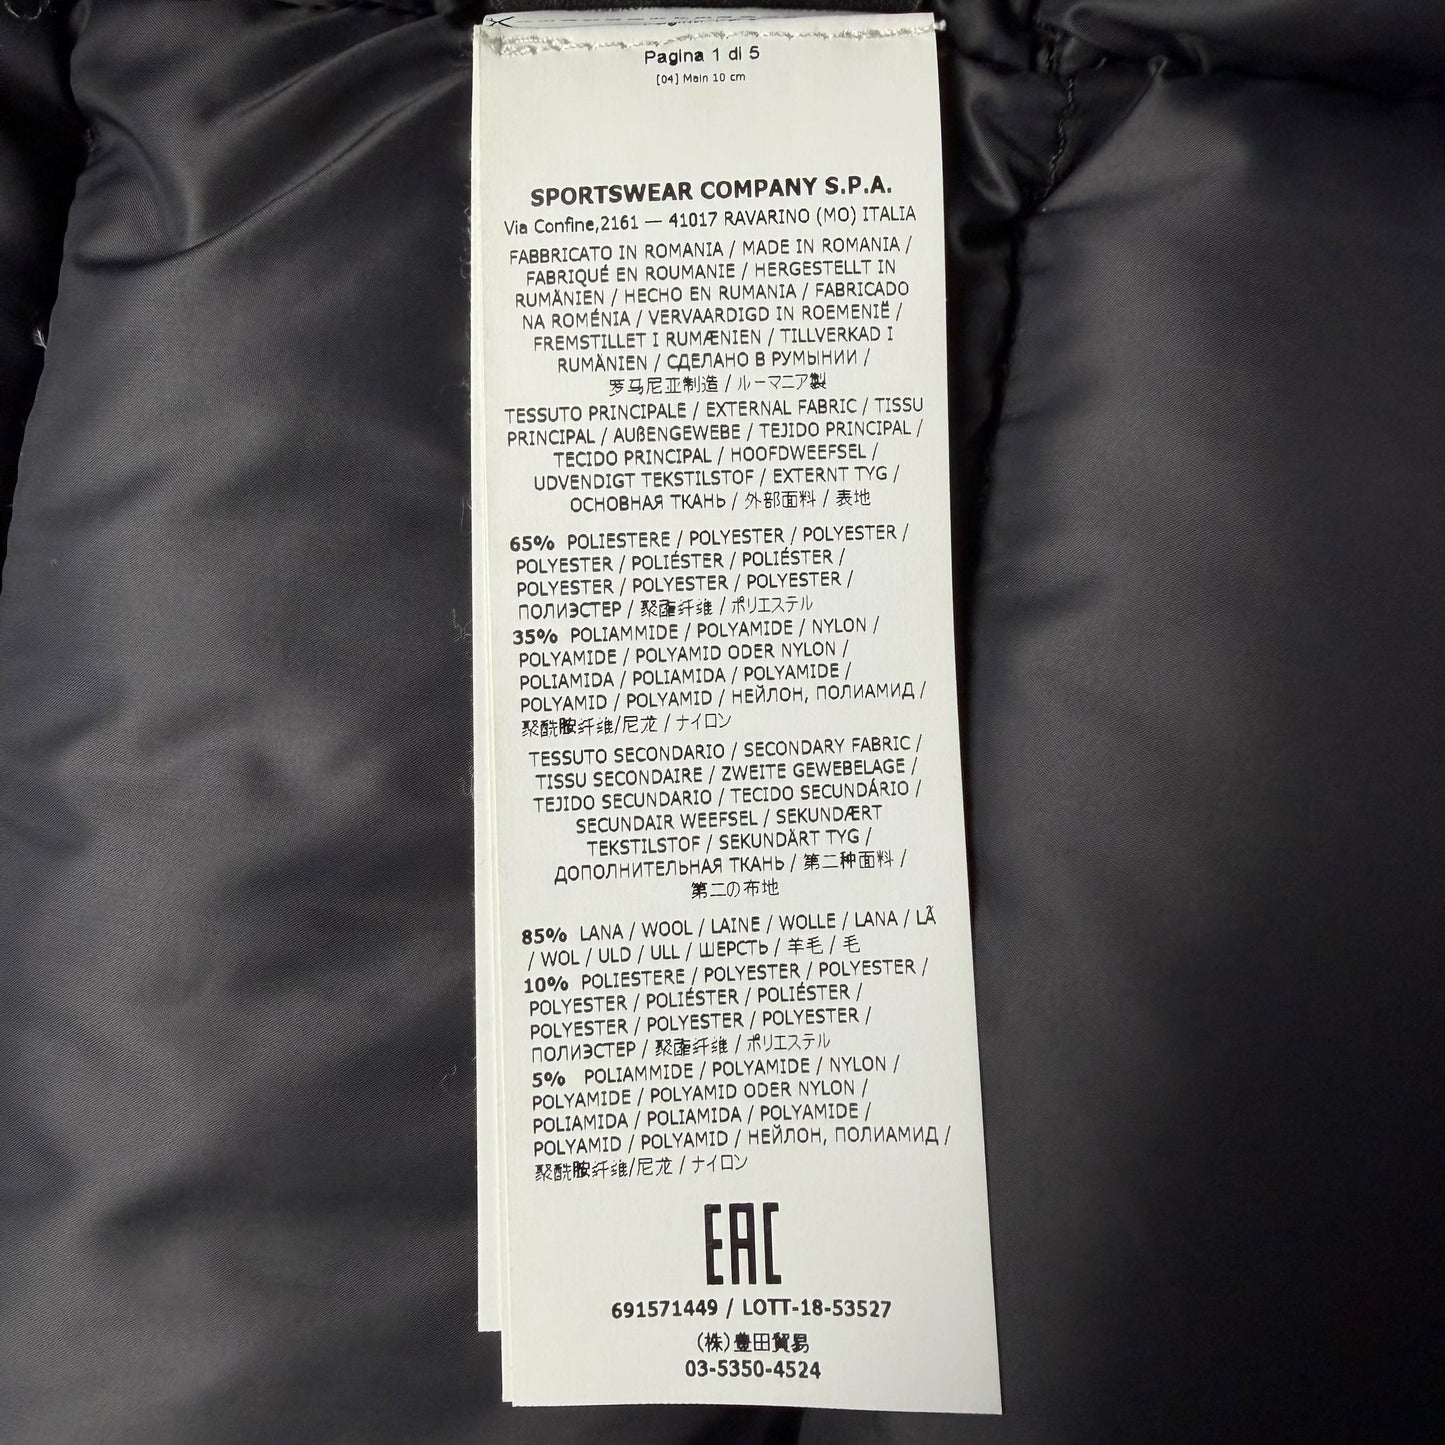 Pagina 1 di 5
[04] Main 10 cm
SPORTSWEAR COMPANY S.P.A.
Via Confine,2161 — 41017 RAVARINO (MO) ITALIA
FABBRICATO IN ROMANIA / MADE IN ROMANIA /
FABRIQUÉ EN ROUMANIE / HERGESTELLT IN
RUMÄNIEN / HECHO EN RUMANIA / FABRICADO
NA ROMÉNIA / VERVAARDIGD IN ROEMENIË /
FREMSTILLET I RUMÆNIEN / TILLVERKAD I
RUMÄNIEN / СДЕЛАНО В РУМЫНИИ /
罗马尼亚制造 / ルーマニア製
TESSUTO PRINCIPALE / EXTERNAL FABRIC / TISSU
PRINCIPAL / AUßENGEWEBE / TEJIDO PRINCIPAL /
TECIDO PRINCIPAL / HOOFDWEEFSEL /
UDVENDIGT TEKSTILSTOF / EXTERNT TYG /
ОСНОВНАЯ ТКАНЬ / 外部面料 / 表地
65% POLIESTERE / POLYESTER / POLYESTER /
POLYESTER / POLIÉSTER / POLIÉSTER /
POLYESTER / POLYESTER / POLYESTER /
ПОЛИЭСТЕР / 聚酯纤维 / ポリエステル
35% POLIAMMIDE / POLYAMIDE / NYLON /
POLYAMIDE / POLYAMID ODER NYLON /
POLIAMIDA / POLIAMIDA / POLYAMIDE /
POLYAMID / POLYAMID / НЕЙЛОН, ПОЛИАМИД /
聚酰胺纤维/尼龙 / ナイロン
TESSUTO SECONDARIO / SECONDARY FABRIC /
TISSU SECONDAIRE / ZWEITE GEWEBELAGE /
TEJIDO SECUNDARIO / TECIDO SECUNDÁRIO /
SECUNDAIR WEEFSEL / SEKUNDÆRT
TEKSTILSTOF / SEKUNDÄRT TYG /
ДОПОЛНИТЕЛЬНАЯ ТКАНЬ / 第二种面料 /
第二の布地
85% LANA / WOOL / LAINE / WOLLE / LANA / LÃ
/ WOL / ULD / ULL / ШЕРСТЬ / 羊毛 / 毛
10% POLIESTERE / POLYESTER / POLYESTER /
POLYESTER / POLIÉSTER / POLIÉSTER /
POLYESTER / POLYESTER / POLYESTER /
ПОЛИЭСТЕР / 聚酯纤维 / ポリエステル
5% POLIAMMIDE / POLYAMIDE / NYLON /
POLYAMIDE / POLYAMID ODER NYLON /
POLIAMIDA / POLIAMIDA / POLYAMIDE /
POLYAMID / POLYAMID / НЕЙЛОН, ПОЛИАМИД /
聚酰胺纤维/尼龙 / ナイロン
EAC
691571449 / LOTT-18-53527
(株)豊田貿易
03-5350-4524